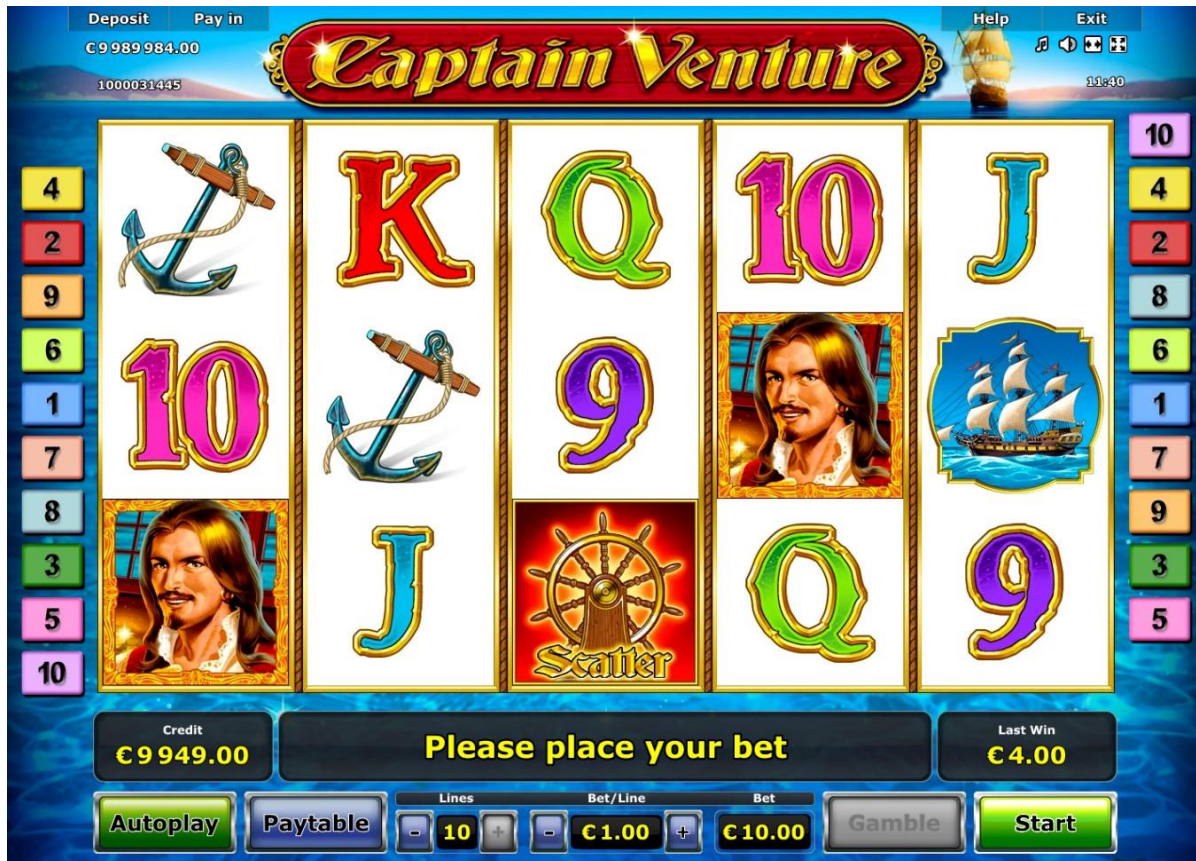 Deposit Pay in Help Exit
€9 989 984.00
1000031445
Captain Venture
11:40
10
4 4
2 2
9 8
6 6
1 1
7 7
8 9
3 3
5 5
10
K Q 10 J
10 9
J Scatter Q 9
Credit
€9 949.00
Please place your bet
Last Win
€4.00
Autoplay
Paytable
Lines
- 10 +
Bet/Line
- €1.00 +
Bet
€10.00
Gamble
Start